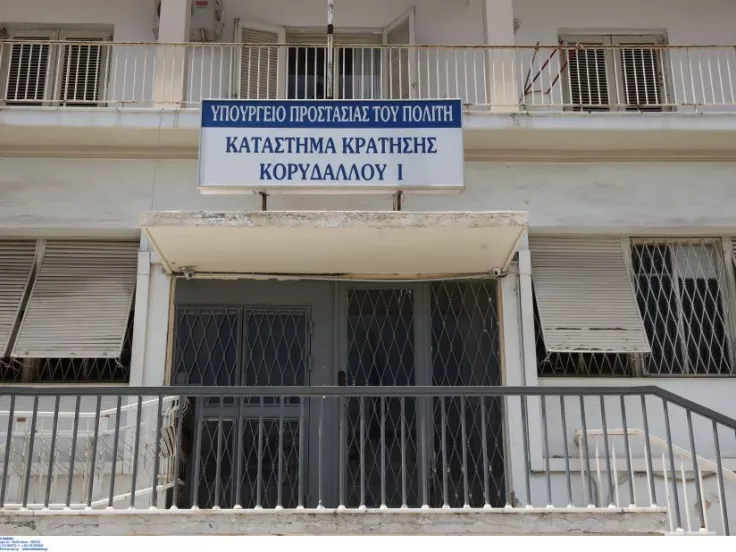 ΥΠΟΥΡΓΕΙΟ ΠΡΟΣΤΑΣΙΑΣ ΤΟΥ ΠΟΛΙΤΗ
ΚΑΤΑΣΤΗΜΑ ΚΡΑΤΗΣΗΣ
ΚΟΡΥΔΑΛΛΟΥ Ι